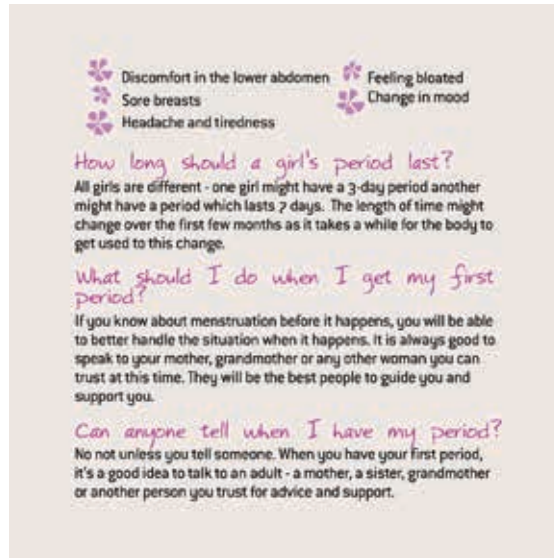 Discomfort in the lower abdomen
Sore breasts
Headache and tiredness
Feeling bloated
Change in mood
How long should a girl's period last?
All girls are different - one girl might have a 3-day period another
might have a period which lasts 7 days. The length of time might
change over the first few months as it takes a while for the body to
get used to this change.
What should I do when I get my first
period?
If you know about menstruation before it happens, you will be able
to better handle the situation when it happens. It is always good to
speak to your mother, grandmother or any other woman you can
trust at this time. They will be the best people to guide you and
support you.
Can anyone tell when I have my period?
No not unless you tell someone. When you have your first period,
it's a good idea to talk to an adult - a mother, a sister, grandmother
or another person you trust for advice and support.